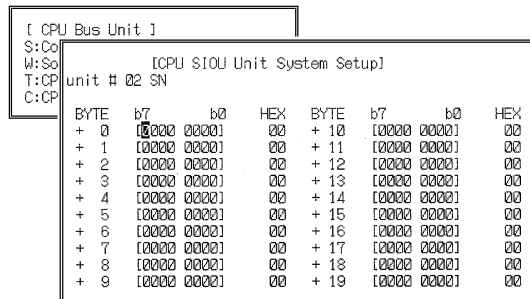 [ CPU Bus Unit ]
S:Co
W:So
T:CP
C:CP
[CPU SIOU Unit System Setup]
unit # 02 SN
BYTE b7 b0 HEX BYTE b7 b0 HEX
+ 0 [0000 0000] 00 + 10 [0000 0000] 00
+ 1 [0000 0000] 00 + 11 [0000 0000] 00
+ 2 [0000 0000] 00 + 12 [0000 0000] 00
+ 3 [0000 0000] 00 + 13 [0000 0000] 00
+ 4 [0000 0000] 00 + 14 [0000 0000] 00
+ 5 [0000 0000] 00 + 15 [0000 0000] 00
+ 6 [0000 0000] 00 + 16 [0000 0000] 00
+ 7 [0000 0000] 00 + 17 [0000 0000] 00
+ 8 [0000 0000] 00 + 18 [0000 0000] 00
+ 9 [0000 0000] 00 + 19 [0000 0000] 00